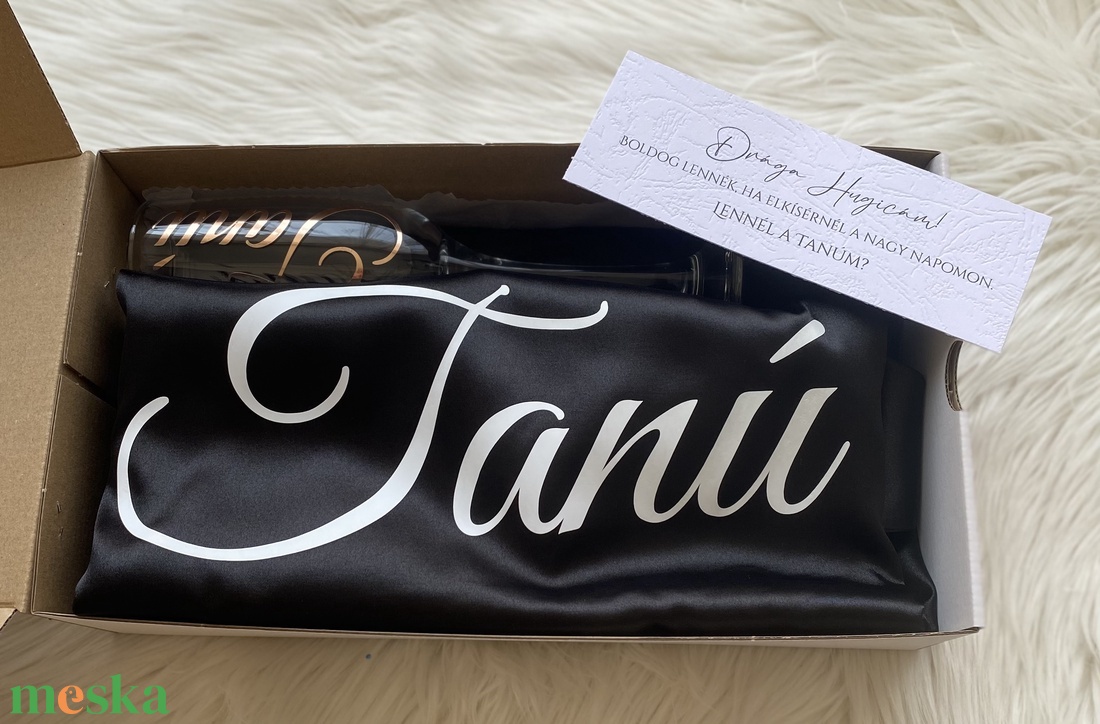 Drága Hugicám!
BOLDOG LENNÉK, HA ELKÍSÉRNÉL A NAGY NAPOMON.
LENNÉL A TANÚM?
Tanú
Tanú
meska